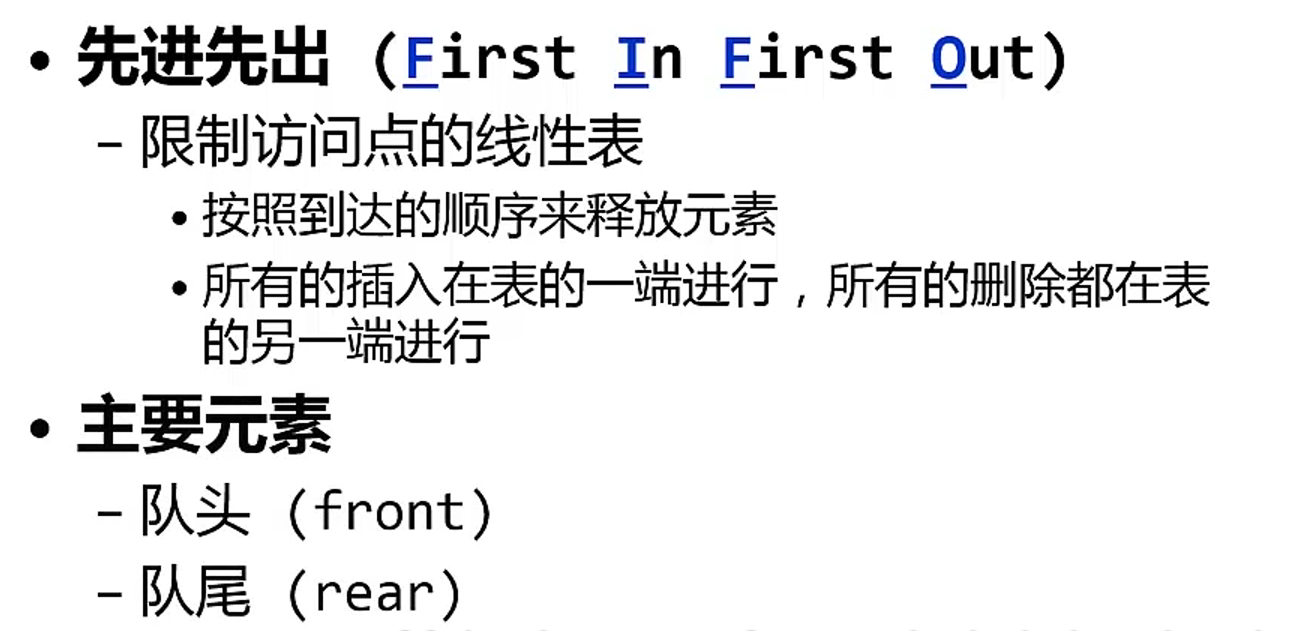 • 先进先出 (First In First Out)
– 限制访问点的线性表
• 按照到达的顺序来释放元素
• 所有的插入在表的一端进行，所有的删除都在表
的另一端进行
• 主要元素
– 队头 (front)
– 队尾 (rear)